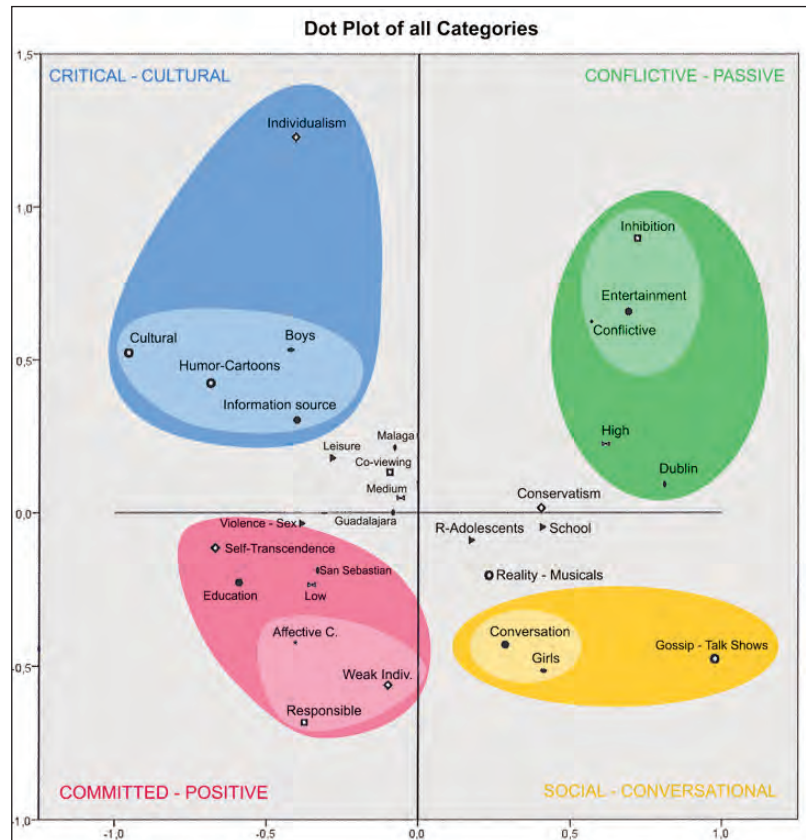 Dot Plot of all Categories
1,5
CRITICAL - CULTURAL
CONFLICTIVE - PASSIVE
Individualism
1,0
Inhibition
Entertainment
Conflictive
Cultural
Boys
0,5
Humor-Cartoons
Information source
High
Malaga
Leisure
Co-viewing
Dublin
Medium
Conservatism
0,0
Guadalajara
Violence - Sex
R-Adolescents
School
Self-Transcendence
San Sebastian
Reality - Musicals
Education
Low
Affective C.
Conversation
Gossip - Talk Shows
-0,5
Girls
Weak Indiv.
Responsible
COMMITTED - POSITIVE
SOCIAL - CONVERSATIONAL
-1,0
-1,0
-0,5
0,0
0,5
1,0